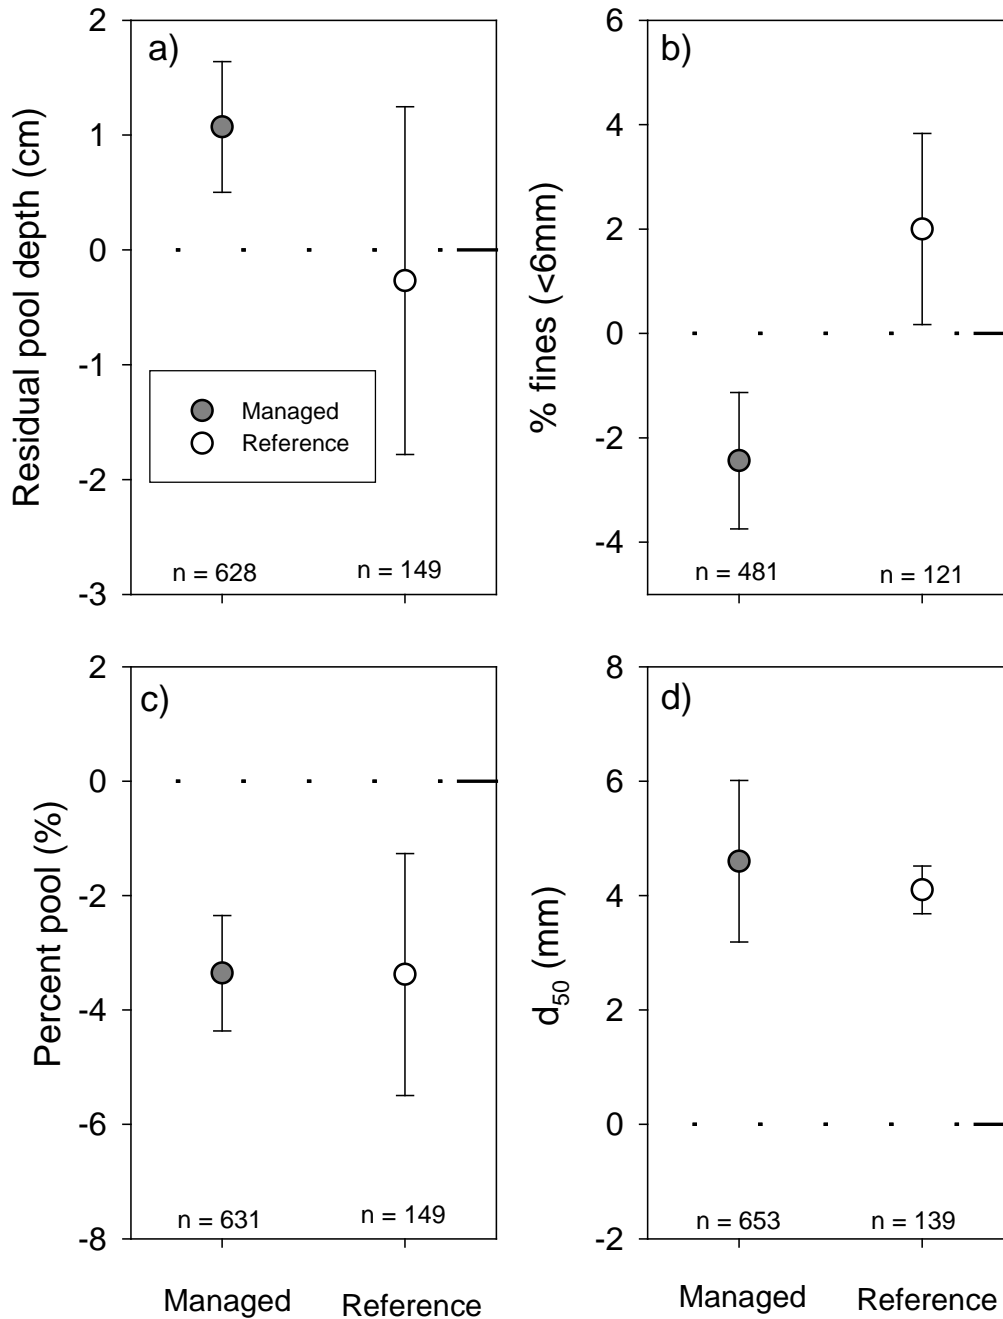 a)
2
1
0
-1
-2
-3
Residual pool depth (cm)
Managed
Reference
n = 628
n = 149
b)
6
4
2
0
-2
-4
% fines (<6mm)
n = 481
n = 121
c)
2
0
-2
-4
-6
-8
Percent pool (%)
n = 631
n = 149
Managed
Reference
d)
8
6
4
2
0
-2
d50 (mm)
n = 653
n = 139
Managed
Reference